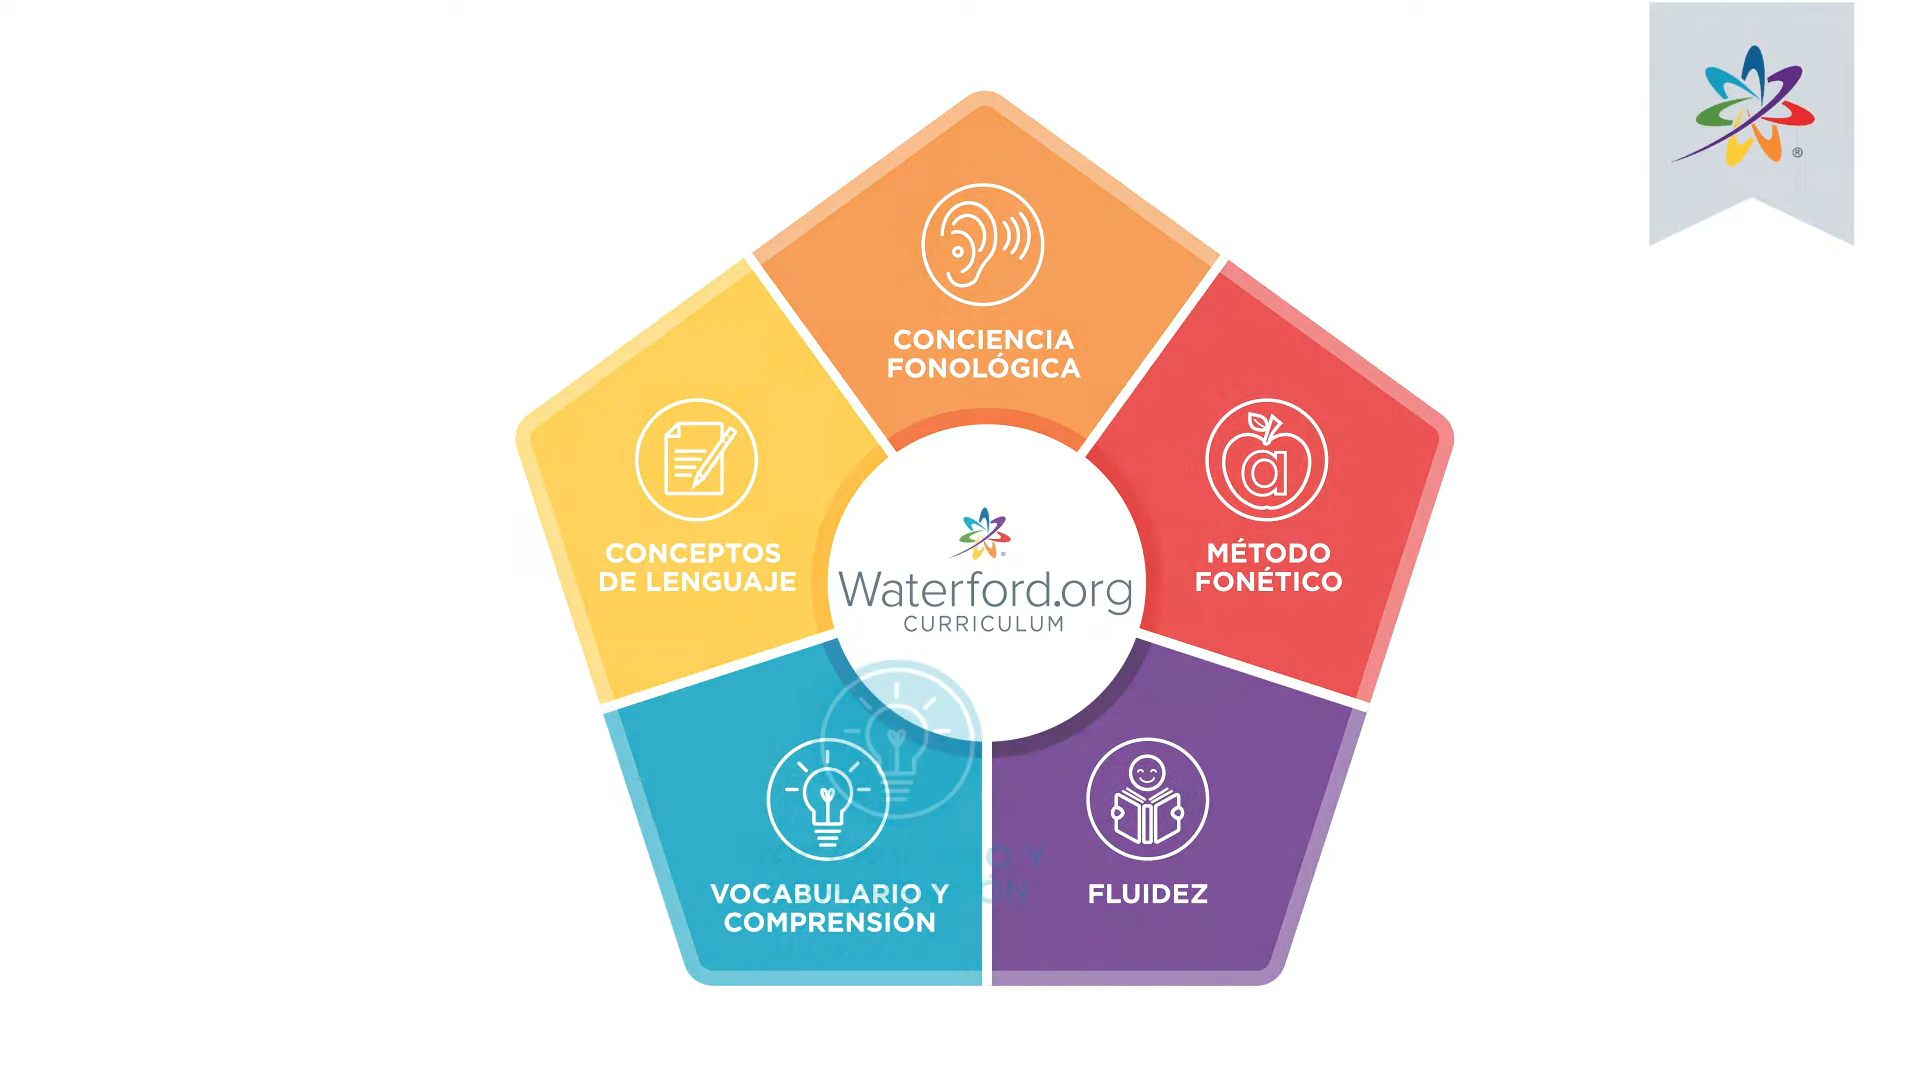 CONCIENCIA
FONOLÓGICA
CONCEPTOS
DE LENGUAJE
MÉTODO
FONÉTICO
Waterford.org
CURRICULUM
VOCABULARIO Y
COMPRENSIÓN
FLUIDEZ